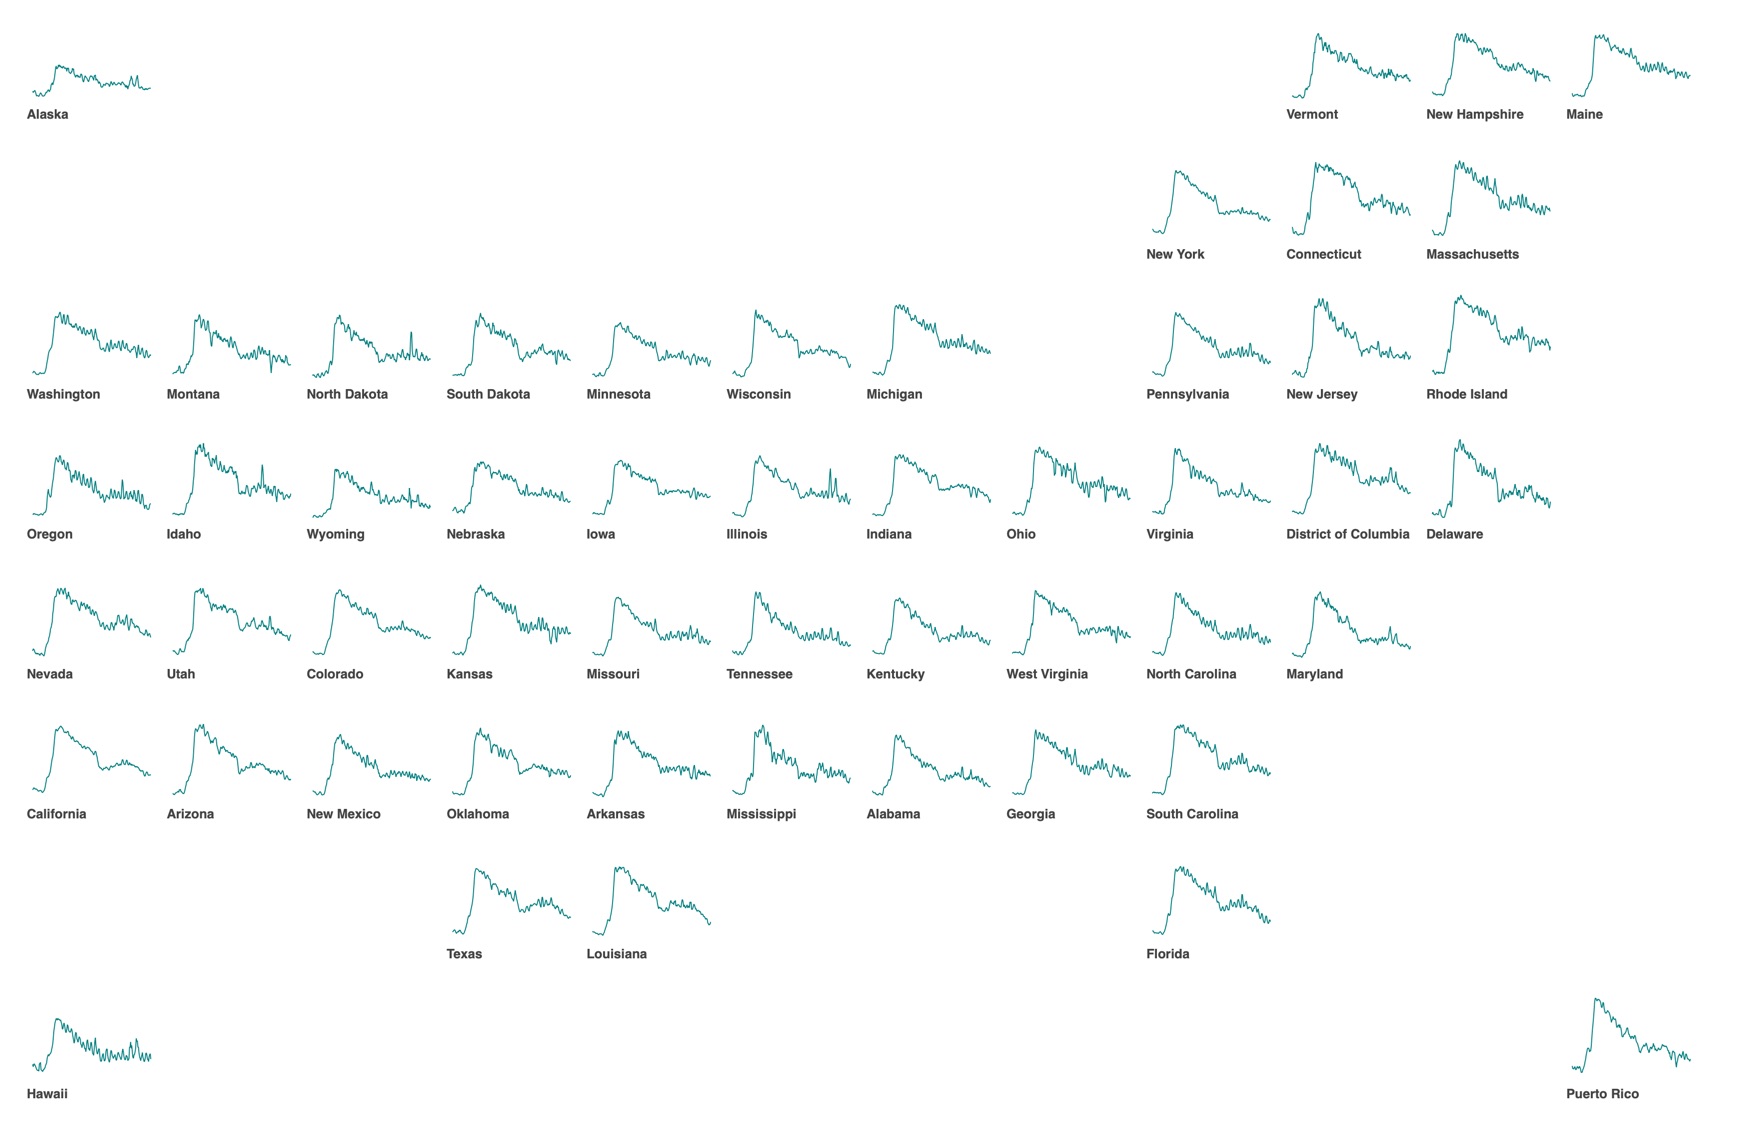 Alaska
Vermont
New Hampshire
Maine
New York
Connecticut
Massachusetts
Washington
Montana
North Dakota
South Dakota
Minnesota
Wisconsin
Michigan
Pennsylvania
New Jersey
Rhode Island
Oregon
Idaho
Wyoming
Nebraska
Iowa
Illinois
Indiana
Ohio
Virginia
District of Columbia
Delaware
Nevada
Utah
Colorado
Kansas
Missouri
Tennessee
Kentucky
West Virginia
North Carolina
Maryland
California
Arizona
New Mexico
Oklahoma
Arkansas
Mississippi
Alabama
Georgia
South Carolina
Texas
Louisiana
Florida
Hawaii
Puerto Rico